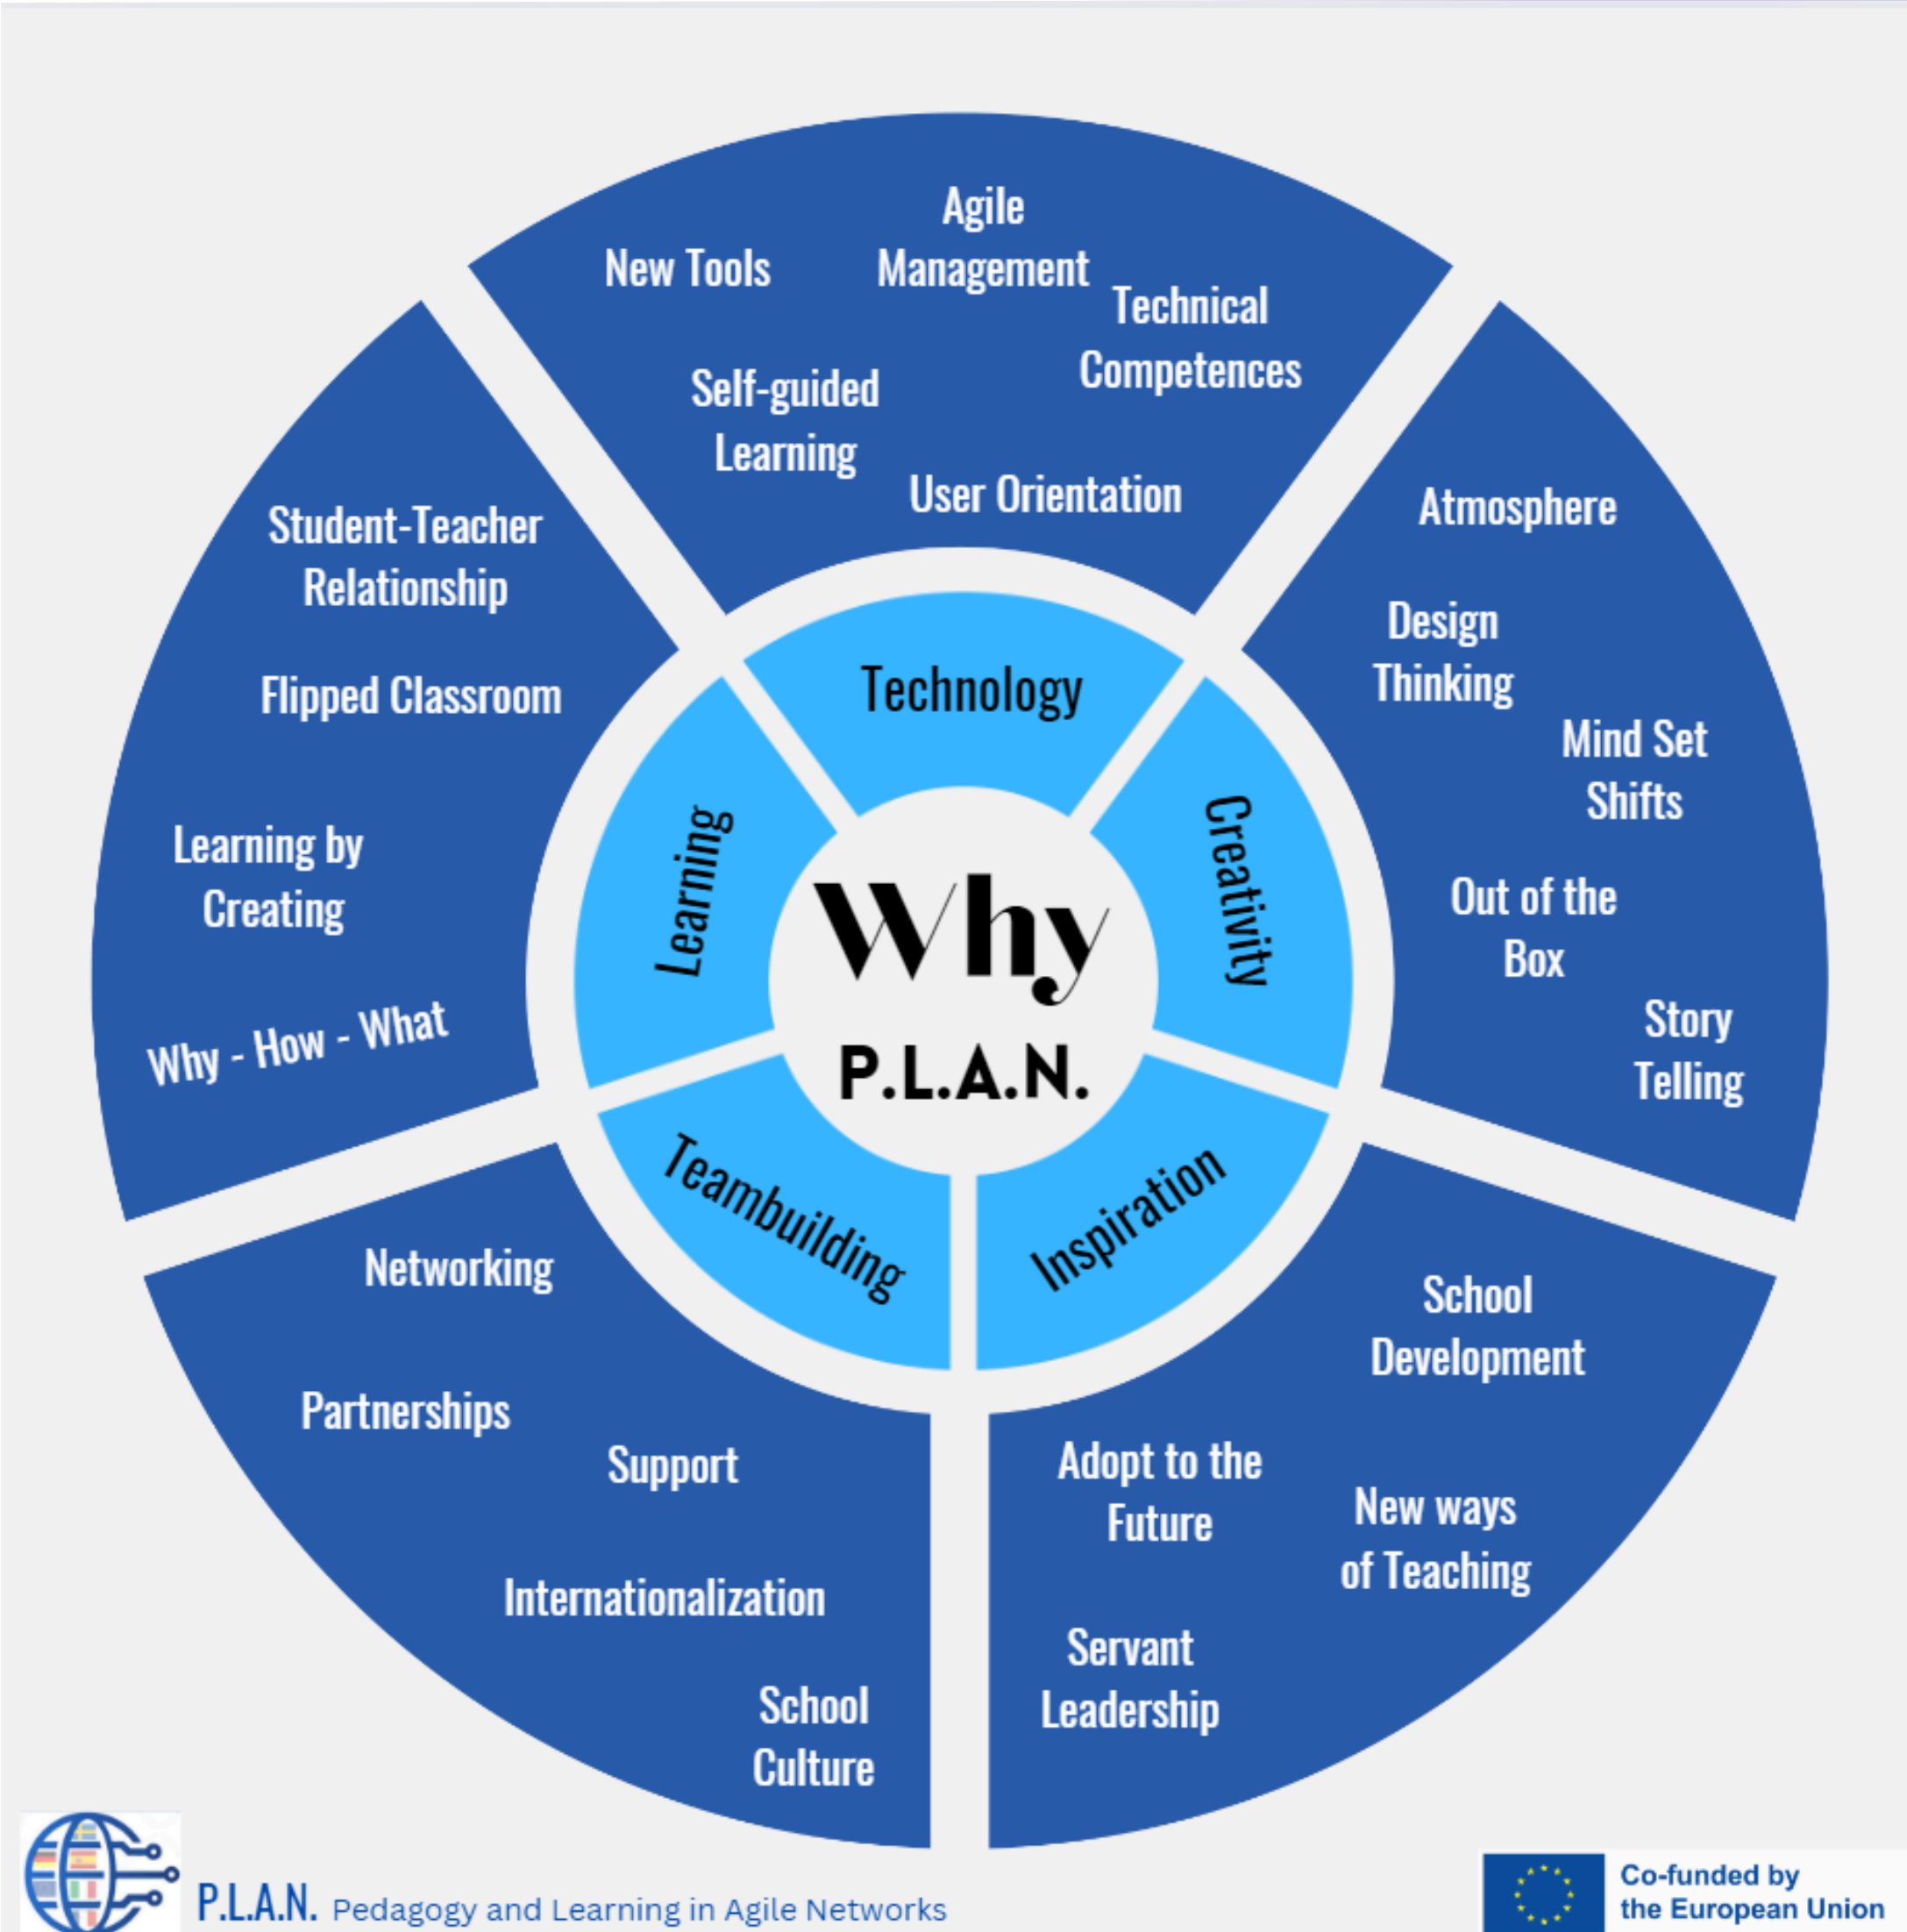 Agile
Management
New Tools
Technical
Competences
Self-guided
Learning
User Orientation
Atmosphere
Design
Thinking
Mind Set
Shifts
Out of the
Box
Story
Telling
School
Development
Adopt to the
Future
New ways
of Teaching
Servant
Leadership
Networking
Partnerships
Support
Internationalization
School
Culture
Student-Teacher
Relationship
Flipped Classroom
Learning by
Creating
Why - How - What
Technology
Creativity
Inspiration
Teambuilding
Learning
Why
P.L.A.N.
P.L.A.N. Pedagogy and Learning in Agile Networks
Co-funded by
the European Union